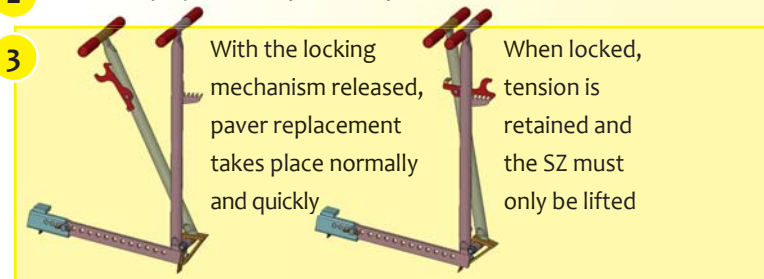 3
With the locking
mechanism released,
paver replacement
takes place normally
and quickly
When locked,
tension is
retained and
the SZ must
only be lifted